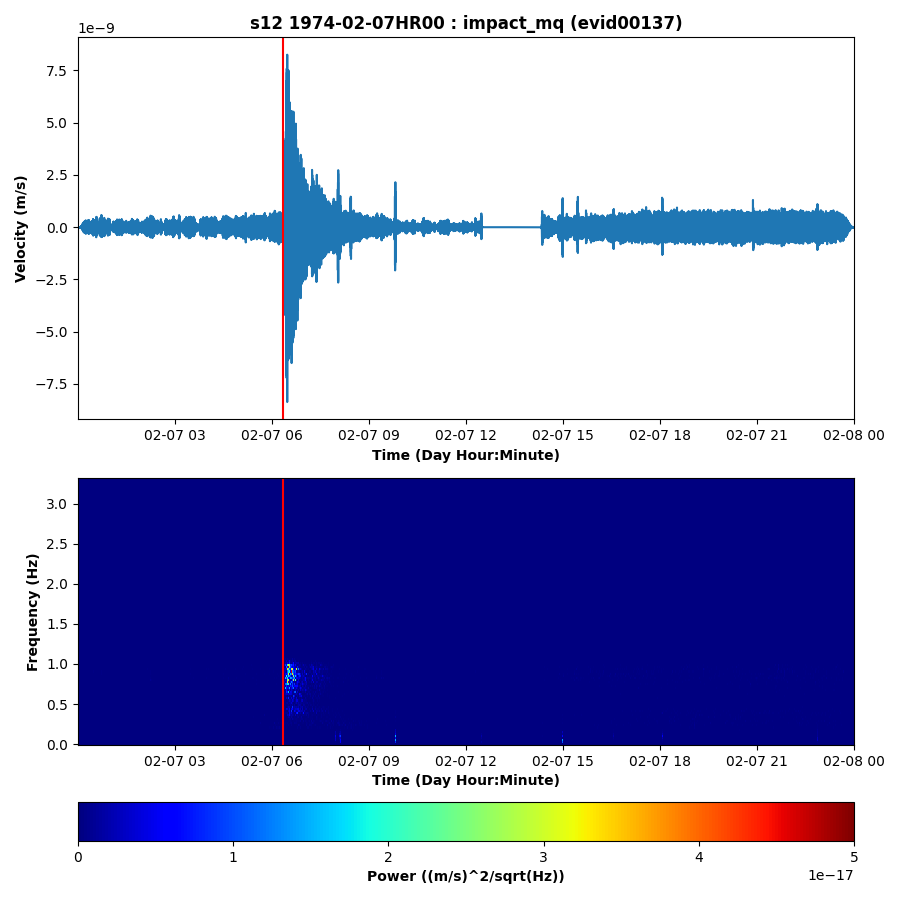 s12 1974-02-07HR00 : impact_mq (evid00137)
1e−9
7.5
5.0
2.5
0.0
−2.5
−5.0
−7.5
Velocity (m/s)
02-07 03 02-07 06 02-07 09 02-07 12 02-07 15 02-07 18 02-07 21 02-08 00
Time (Day Hour:Minute)
3.0
2.5
2.0
1.5
1.0
0.5
0.0
Frequency (Hz)
02-07 03 02-07 06 02-07 09 02-07 12 02-07 15 02-07 18 02-07 21 02-08 00
Time (Day Hour:Minute)
0 1 2 3 4 5
1e−17
Power ((m/s)^2/sqrt(Hz))